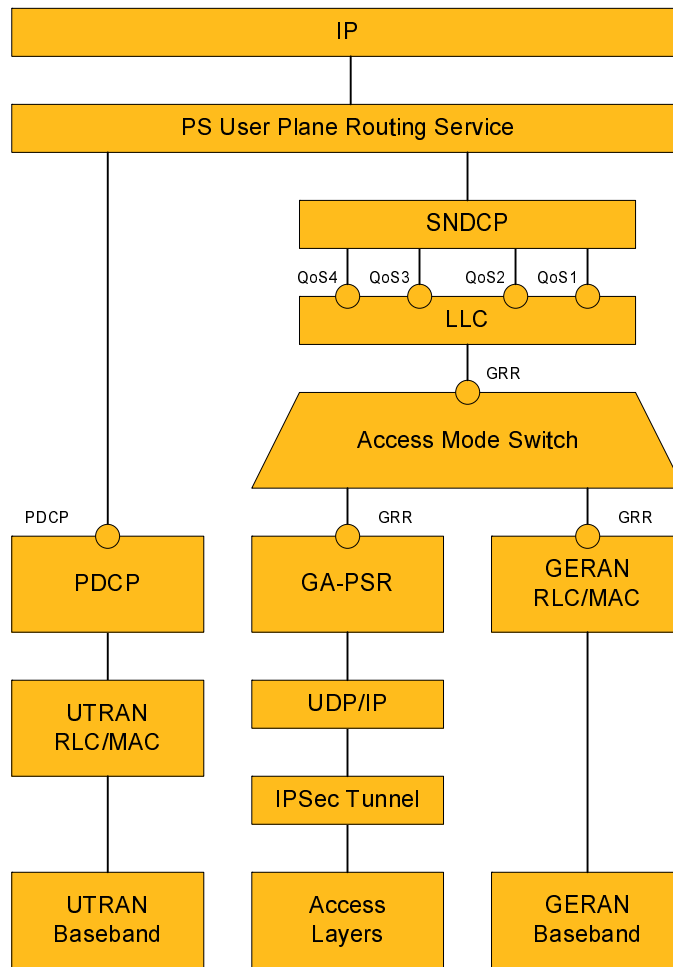 IP
PS User Plane Routing Service
SNDCP
QoS4
QoS3
QoS2
QoS1
LLC
GRR
Access Mode Switch
PDCP
GRR
GRR
PDCP
GA-PSR
GERAN
RLC/MAC
UTRAN
RLC/MAC
UDP/IP
IPSec Tunnel
UTRAN
Baseband
Access
Layers
GERAN
Baseband